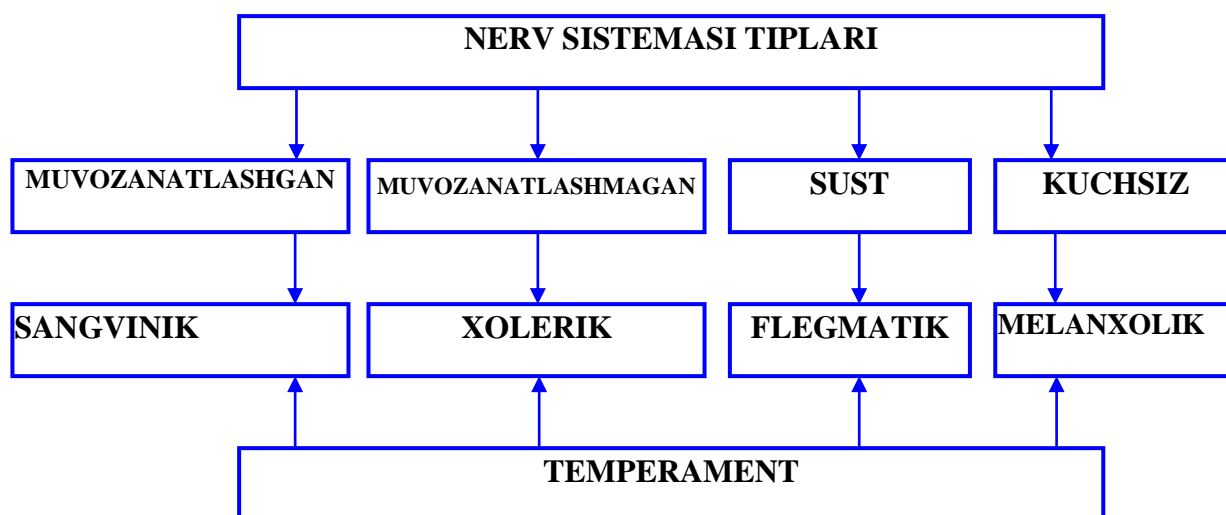 NERV SISTEMASI TIPLARI
MUVOZANATLASHGAN
MUVOZANATLASHMAGAN
SUST
KUCHSIZ
SANGVINIK
XOLERIK
FLEGMATIK
MELANXOLIK
TEMPERAMENT